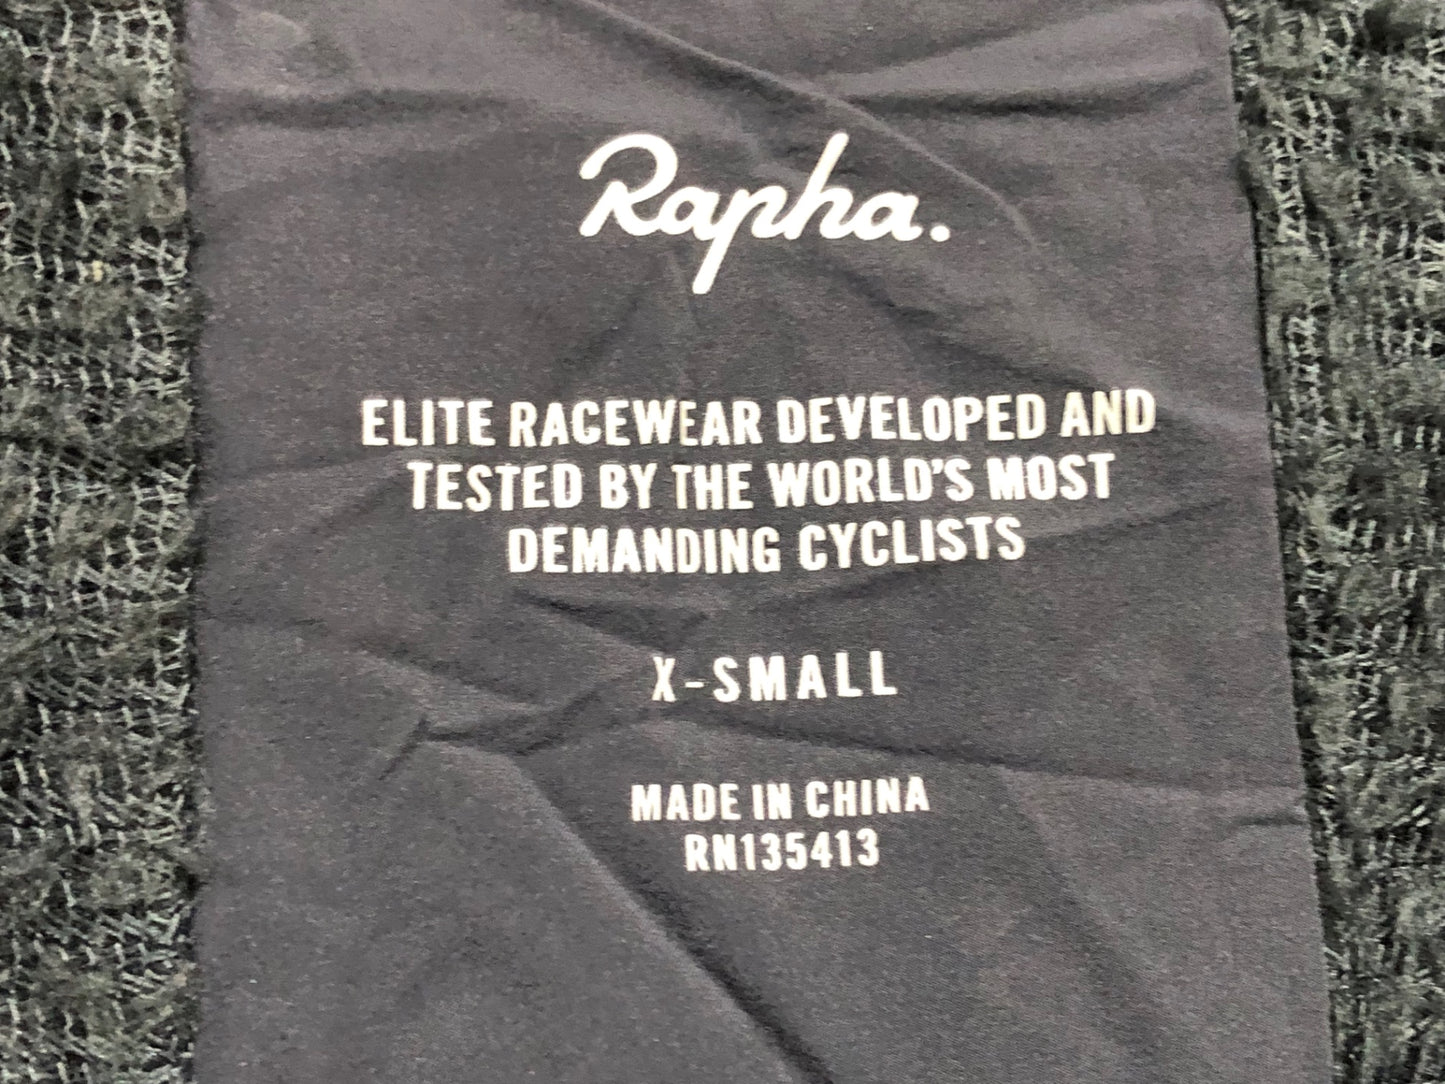 Rapha.
ELITE RACEWEAR DEVELOPED AND
TESTED BY THE WORLD'S MOST
DEMANDING CYCLISTS
X-SMALL
MADE IN CHINA
RN135413